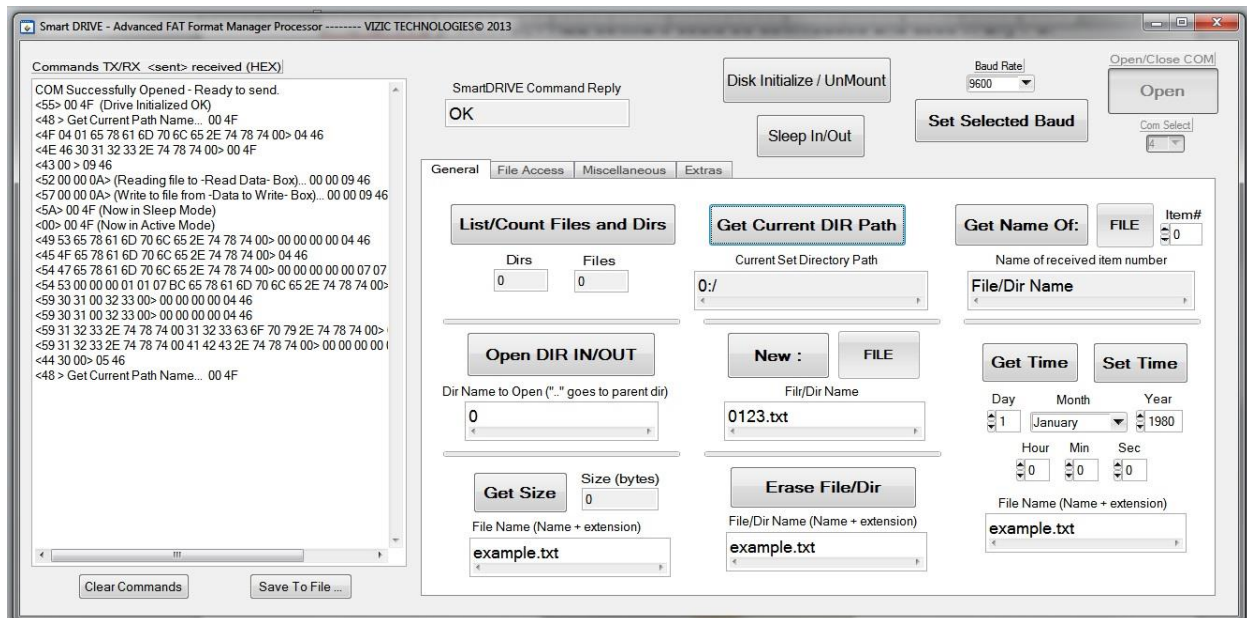 Smart DRIVE - Advanced FAT Format Manager Processor -------- VIZIC TECHNOLOGIES© 2013
Commands TX/RX <sent> received (HEX)
COM Successfully Opened - Ready to send.
<55> 00 4F (Drive Initialized OK)
<48 > Get Current Path Name... 00 4F
<4F 04 01 65 78 61 6D 70 6C 65 2E 74 78 74 00> 04 46
<4E 46 30 31 32 33 2E 74 78 74 00> 00 4F
<43 00 > 09 46
<52 00 00 0A> (Reading file to -Read Data- Box)... 00 00 09 46
<57 00 00 0A> (Write to file from -Data to Write- Box)... 00 00 09 46
<5A> 00 4F (Now in Sleep Mode)
<00> 00 4F (Now in Active Mode)
<49 53 65 78 61 6D 70 6C 65 2E 74 78 74 00> 00 00 00 00 04 46
<45 4F 65 78 61 6D 70 6C 65 2E 74 78 74 00> 04 46
<54 47 65 78 61 6D 70 6C 65 2E 74 78 74 00> 00 00 00 00 00 07 07
<54 53 00 00 00 01 01 07 BC 65 78 61 6D 70 6C 65 2E 74 78 74 00>
<59 30 31 00 32 33 00> 00 00 00 00 04 46
<59 30 31 00 32 33 00> 00 00 00 00 04 46
<59 31 32 33 2E 74 78 74 00 31 32 33 63 6F 70 79 2E 74 78 74 00>
<59 31 32 33 2E 74 78 74 00 41 42 43 2E 74 78 74 00> 00 00 00 00
<44 30 00> 05 46
<48 > Get Current Path Name... 00 4F
Clear Commands
Save To File ...
SmartDRIVE Command Reply
OK
Disk Initialize / UnMount
Sleep In/Out
Baud Rate
9600
Set Selected Baud
Open/Close COM
Open
Com Select
4
General
File Access
Miscellaneous
Extras
List/Count Files and Dirs
Dirs
Files
0
0
Get Current DIR Path
Current Set Directory Path
0:/
Get Name Of:
FILE
Item#
0
Name of received item number
File/Dir Name
Open DIR IN/OUT
Dir Name to Open (".." goes to parent dir)
0
New :
FILE
Filr/Dir Name
0123.txt
Get Time
Set Time
Day
Month
Year
1
January
1980
Hour
Min
Sec
0
0
0
File Name (Name + extension)
example.txt
Get Size
Size (bytes)
0
File Name (Name + extension)
example.txt
Erase File/Dir
File/Dir Name (Name + extension)
example.txt